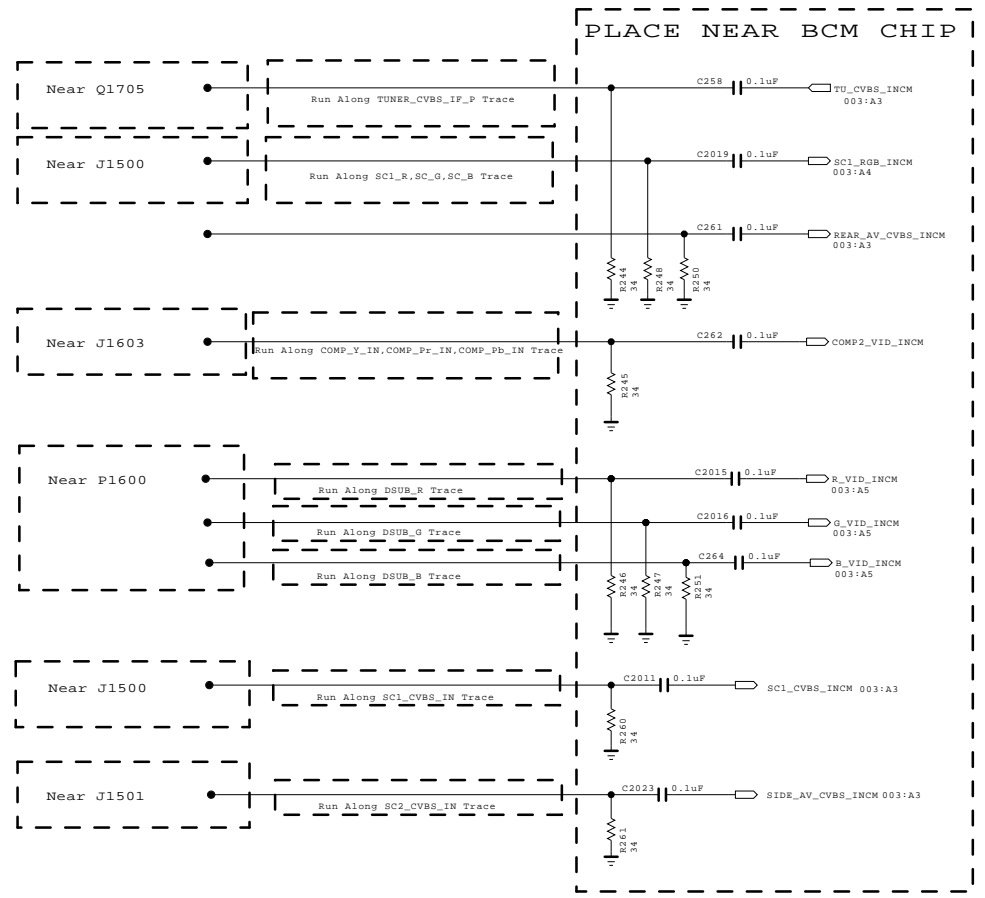 PLACE NEAR BCM CHIP
Near Q1705
Run Along TUNER_CVBS_IF_P Trace
C258
0.1uF
TU_CVBS_INCM
003:A3
Near J1500
Run Along SC1_R,SC_G,SC_B Trace
C2019
0.1uF
SC1_RGB_INCM
003:A4
C261
0.1uF
REAR_AV_CVBS_INCM
003:A3
R244
34
R248
34
R250
34
Near J1603
Run Along COMP_Y_IN,COMP_Pr_IN,COMP_Pb_IN Trace
C262
0.1uF
COMP2_VID_INCM
R245
34
Near P1600
Run Along DSUB_R Trace
C2015
0.1uF
R_VID_INCM
003:A5
Run Along DSUB_G Trace
C2016
0.1uF
G_VID_INCM
003:A5
Run Along DSUB_B Trace
C264
0.1uF
B_VID_INCM
003:A5
R246
34
R247
34
R251
34
Near J1500
Run Along SC1_CVBS_IN Trace
C2011
0.1uF
SC1_CVBS_INCM 003:A3
R260
34
Near J1501
Run Along SC2_CVBS_IN Trace
C2023
0.1uF
SIDE_AV_CVBS_INCM 003:A3
R261
34